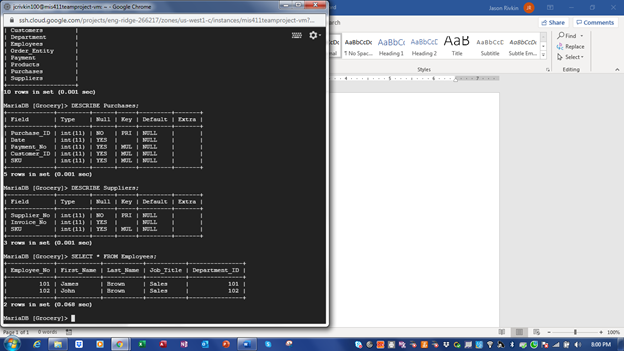 jcrivkin100@mis411teamproject-vm: ~ - Google Chrome
ssh.cloud.google.com/projects/eng-ridge-266217/zones/us-west1-c/instances/mis411teamproject-vm?...
| Customers |
| Department |
| Employees |
| Order_Entity |
| Payment |
| Products |
| Purchases |
| Suppliers |
+--------------------+
10 rows in set (0.001 sec)
MariaDB [Grocery]> DESCRIBE Purchases;
| Field | Type | Null | Key | Default | Extra |
| Purchase_ID | int(11) | NO | PRI | NULL | |
| Date | int(11) | YES | | NULL | |
| Payment_No | int(11) | YES | MUL | NULL | |
| Customer_ID | int(11) | YES | MUL | NULL | |
| SKU | int(11) | YES | MUL | NULL | |
5 rows in set (0.001 sec)
MariaDB [Grocery]> DESCRIBE Suppliers;
| Field | Type | Null | Key | Default | Extra |
| Supplier_No | int(11) | NO | PRI | NULL | |
| Invoice_No | int(11) | YES | | NULL | |
| SKU | int(11) | YES | MUL | NULL | |
3 rows in set (0.001 sec)
MariaDB [Grocery]> SELECT * FROM Employees;
| Employee_No | First_Name | Last_Name | Job_Title | Department_ID |
| 101 | James | Brown | Sales | 101 |
| 102 | John | Brown | Sales | 102 |
2 rows in set (0.068 sec)
MariaDB [Grocery]>
Word
Jason Rivkin JR
Share Comments
AaBbCcDc AaBbCcDc AaBbCc AaBbCcD AaB AaBbCcD AaBbCcDc
1 No Spac... Heading 1 Heading 2 Title Subtitle Subtle Em...
Styles
Find
Replace
Select
Editing
Page 1 of 1 0 words
100%
8:00 PM